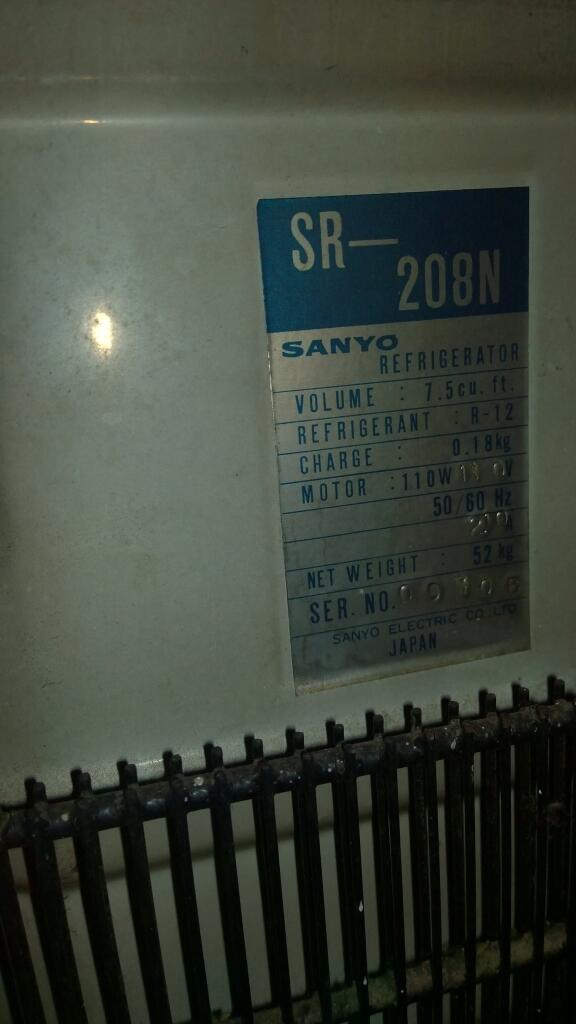 SR-208N
SANYO
REFRIGERATOR
VOLUME : 7.5cu. ft.
REFRIGERANT : R-12
CHARGE : 0.18kg
MOTOR : 110W
50/60 Hz
A
NET WEIGHT : 52 kg
SER. NO.
SANYO ELECTRIC CO. LTD
JAPAN